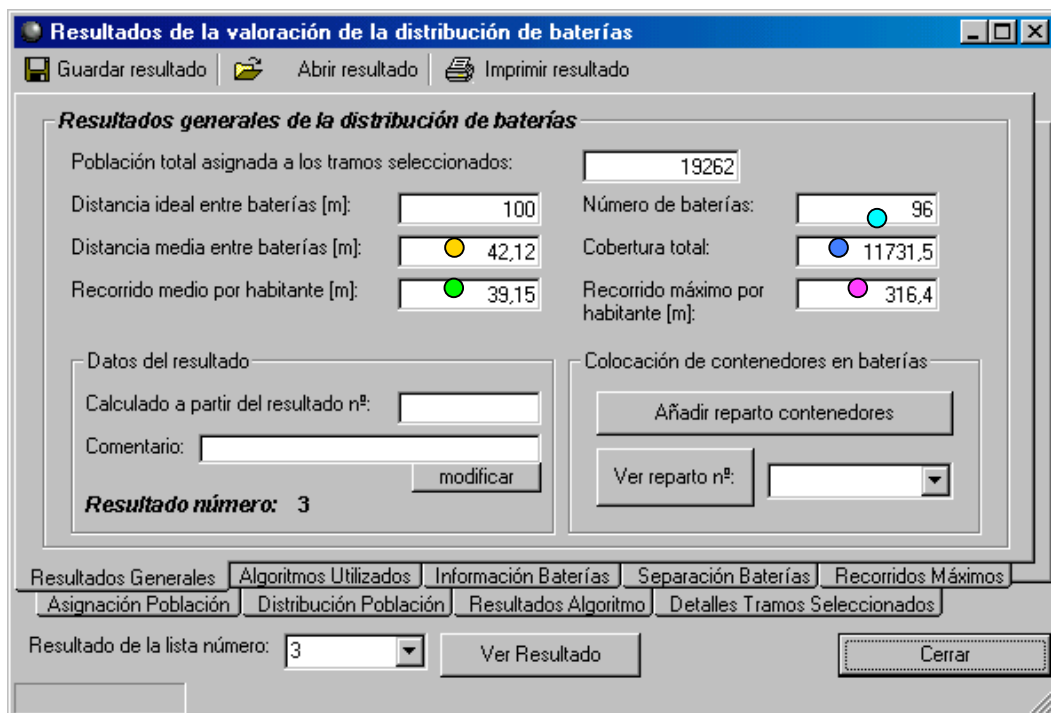 Resultados de la valoración de la distribución de baterías
Guardar resultado Abrir resultado Imprimir resultado
Resultados generales de la distribución de baterías
Población total asignada a los tramos seleccionados: 19262
Distancia ideal entre baterías [m]: 100 Número de baterías: 96
Distancia media entre baterías [m]: 42,12 Cobertura total: 11731,5
Recorrido medio por habitante [m]: 39,15 Recorrido máximo por
habitante [m]: 316,4
Datos del resultado
Calculado a partir del resultado nº:
Comentario:
modificar
Resultado número: 3
Colocación de contenedores en baterías
Añadir reparto contenedores
Ver reparto nº:
Resultados Generales Algoritmos Utilizados Información Baterías Separación Baterías Recorridos Máximos
Asignación Población Distribución Población Resultados Algoritmo Detalles Tramos Seleccionados
Resultado de la lista número: 3 Ver Resultado Cerrar